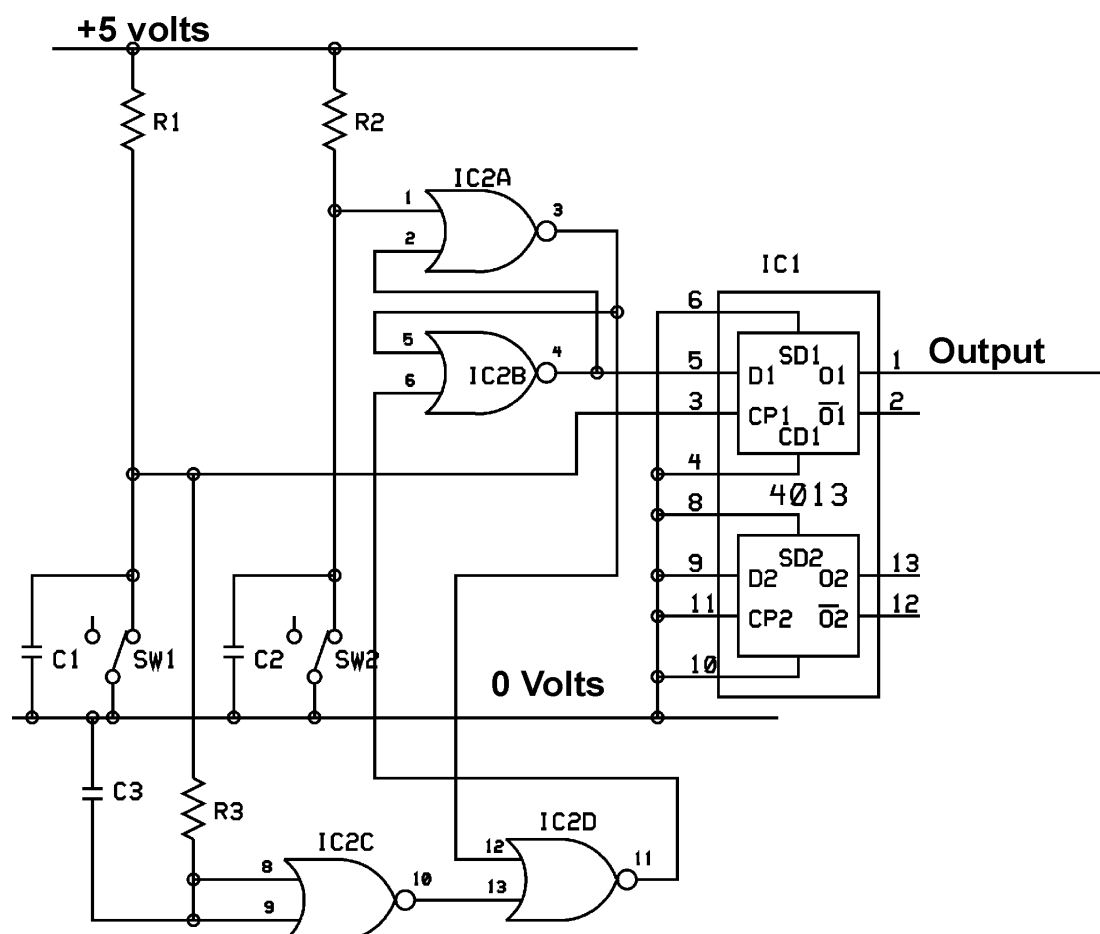 +5 volts
R1
R2
IC2A
1
2
3
IC1
5
6
IC2B
4
6
5
3
4
SD1
D1
O1
CP1
O1
CD1
1
Output
2
4013
8
9
11
10
SD2
D2
O2
CP2
O2
13
12
C1
SW1
C2
SW2
0 Volts
C3
R3
IC2C
8
9
10
IC2D
12
13
11